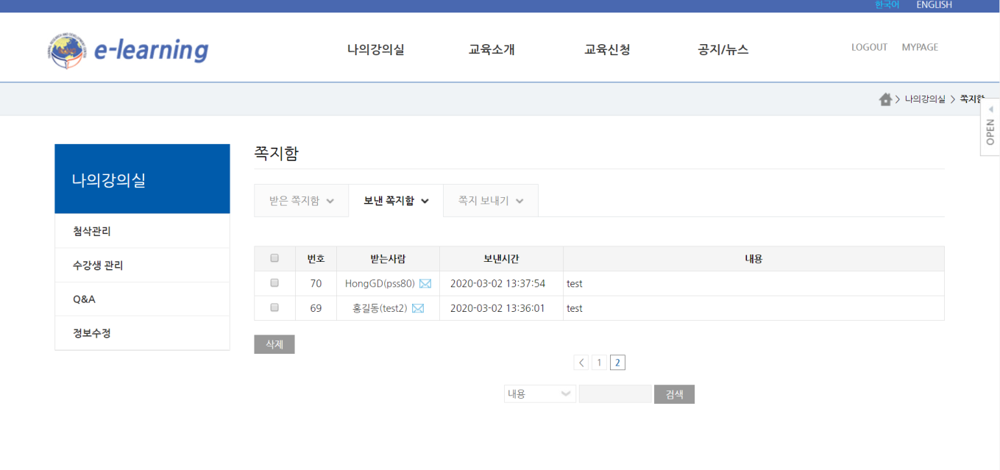 한국어 ENGLISH
e-learning 나의강의실 교육소개 교육신청 공지/뉴스 LOGOUT MYPAGE
> 나의강의실 > 쪽지함
OPEN
쪽지함
나의강의실
첨삭관리
수강생 관리
Q&A
정보수정
받은 쪽지함 보낸 쪽지함 쪽지 보내기
번호 받는사람 보낸시간 내용
70 HongGD(pss80) 2020-03-02 13:37:54 test
69 홍길동(test2) 2020-03-02 13:36:01 test
삭제
< 1 2
내용 검색